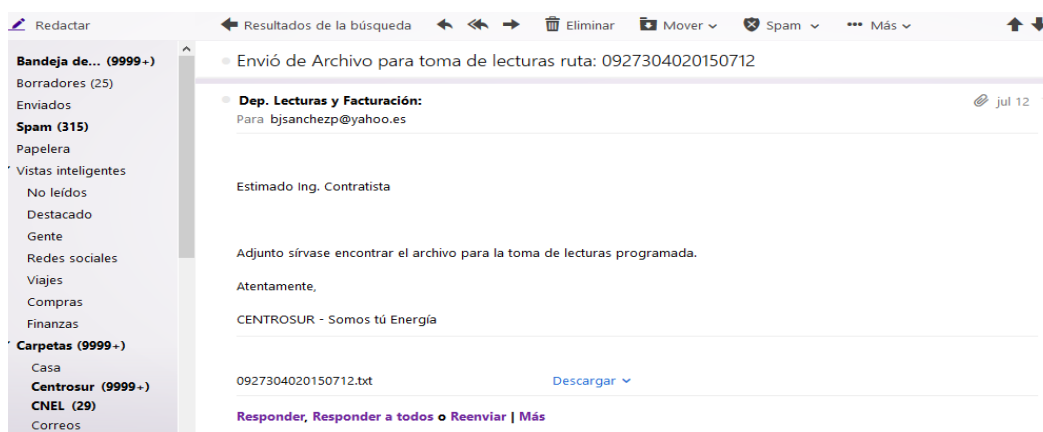 Redactar
Resultados de la búsqueda Eliminar Mover Spam Más
Bandeja de... (9999+)
Borradores (25)
Enviados
Spam (315)
Papelera
Vistas inteligentes
No leídos
Destacado
Gente
Redes sociales
Viajes
Compras
Finanzas
Carpetas (9999+)
Casa
Centrosur (9999+)
CNEL (29)
Correos
Envió de Archivo para toma de lecturas ruta: 0927304020150712
Dep. Lecturas y Facturación: jul 12
Para bjsanchezp@yahoo.es
Estimado Ing. Contratista
Adjunto sírvase encontrar el archivo para la toma de lecturas programada.
Atentamente,
CENTROSUR - Somos tú Energía
0927304020150712.txt Descargar
Responder, Responder a todos o Reenviar | Más